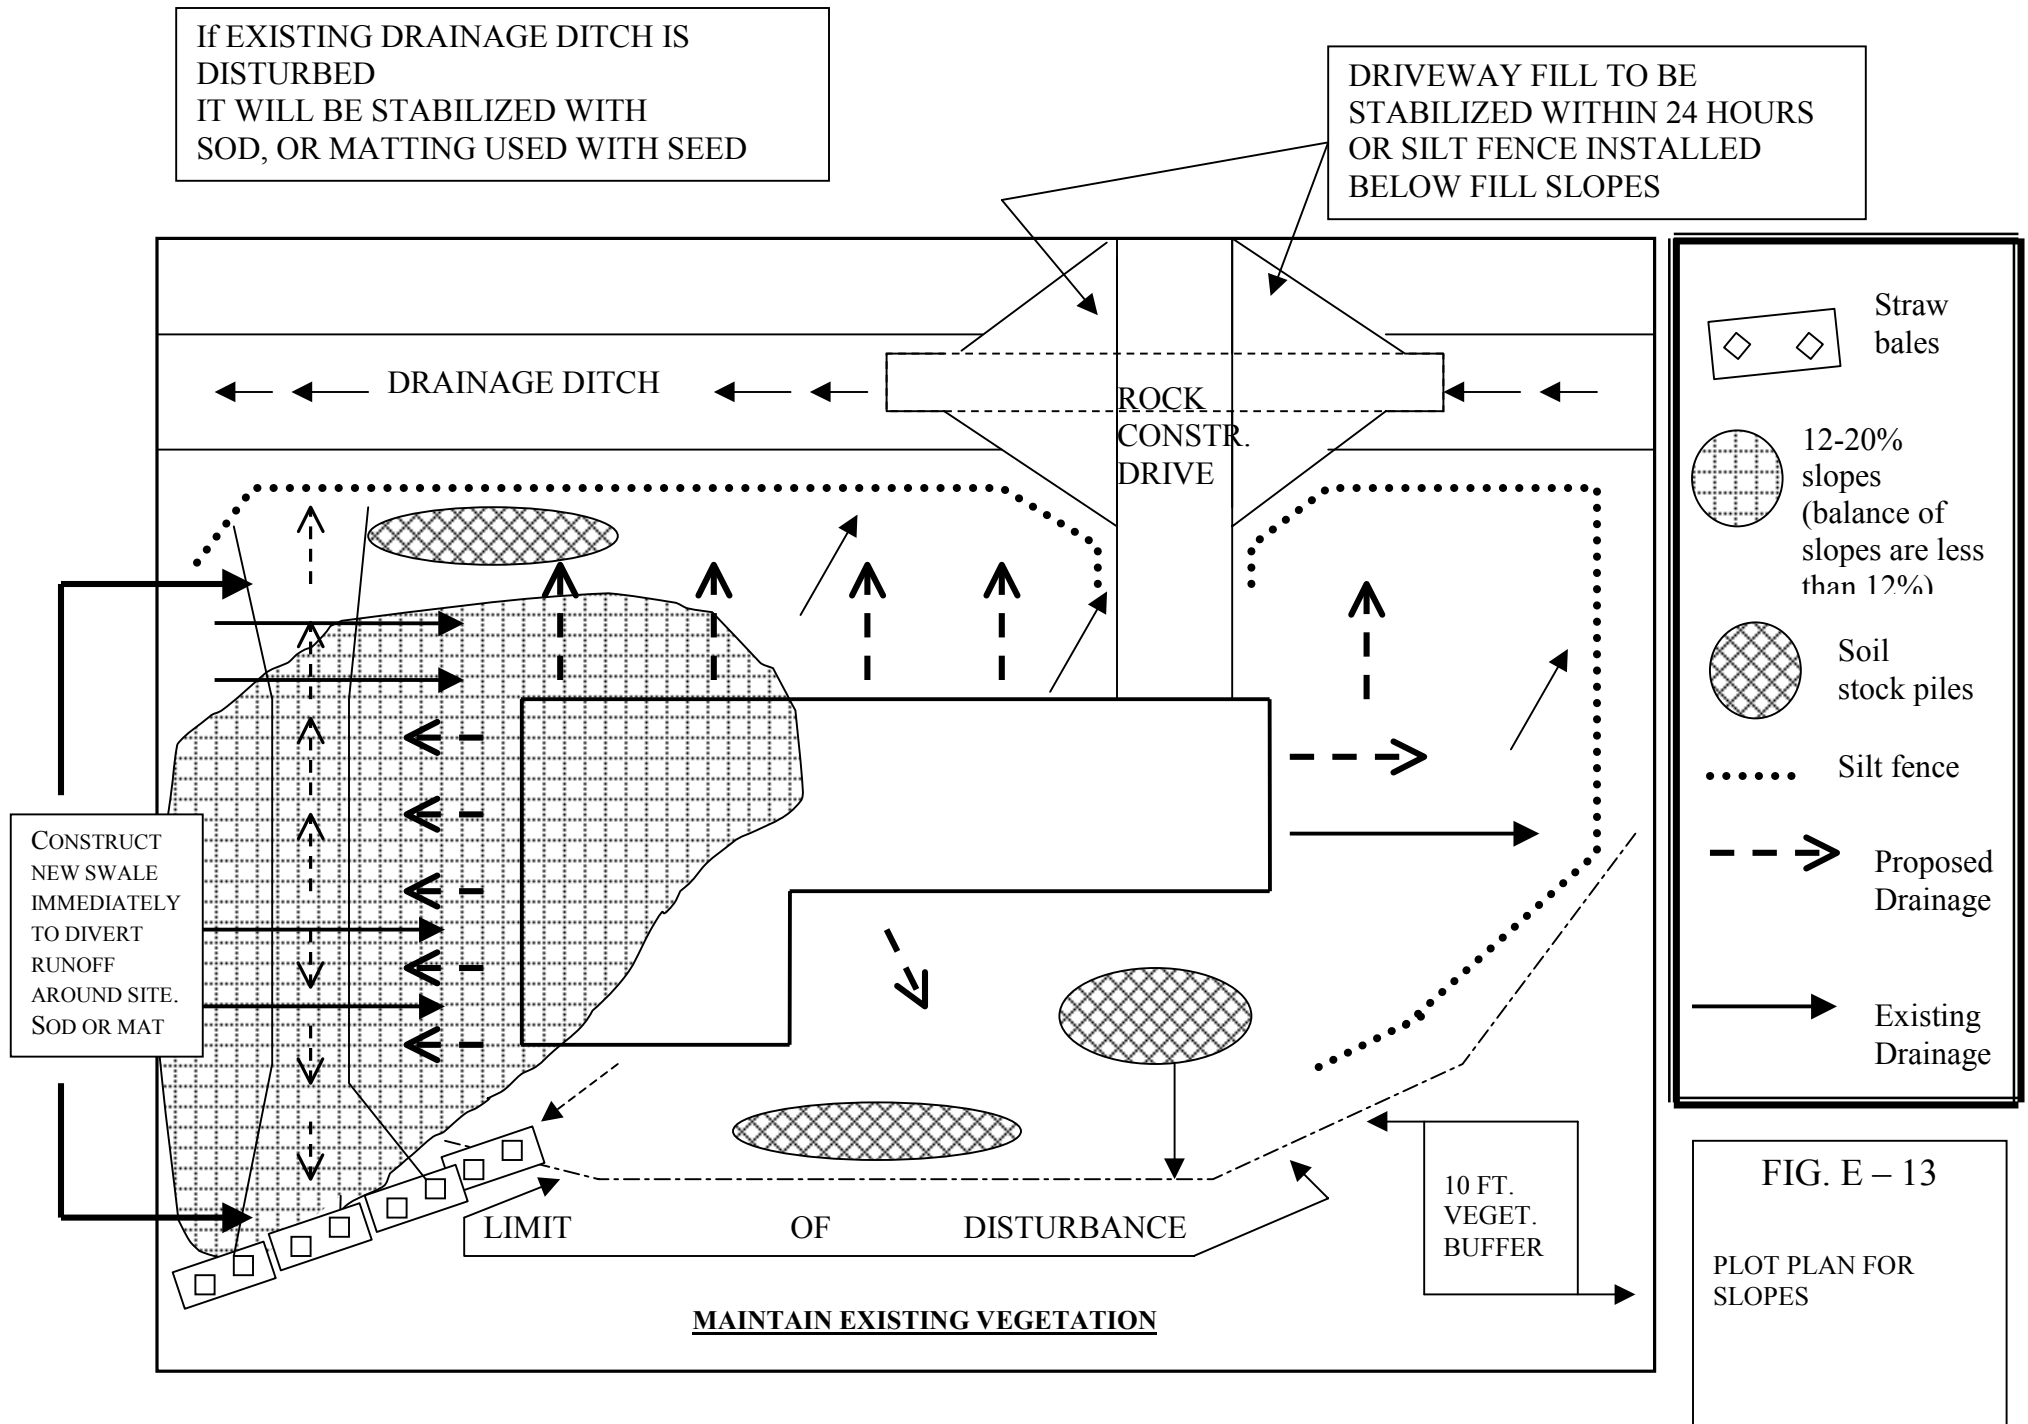 If EXISTING DRAINAGE DITCH IS
DISTURBED
IT WILL BE STABILIZED WITH
SOD, OR MATTING USED WITH SEED
DRIVEWAY FILL TO BE
STABILIZED WITHIN 24 HOURS
OR SILT FENCE INSTALLED
BELOW FILL SLOPES
DRAINAGE DITCH
ROCK
CONSTR.
DRIVE
CONSTRUCT
NEW SWALE
IMMEDIATELY
TO DIVERT
RUNOFF
AROUND SITE.
SOD OR MAT
LIMIT OF DISTURBANCE
10 FT.
VEGET.
BUFFER
MAINTAIN EXISTING VEGETATION
Straw
bales
12-20%
slopes
(balance of
slopes are less
than 12%)
Soil
stock piles
Silt fence
Proposed
Drainage
Existing
Drainage
FIG. E – 13
PLOT PLAN FOR
SLOPES